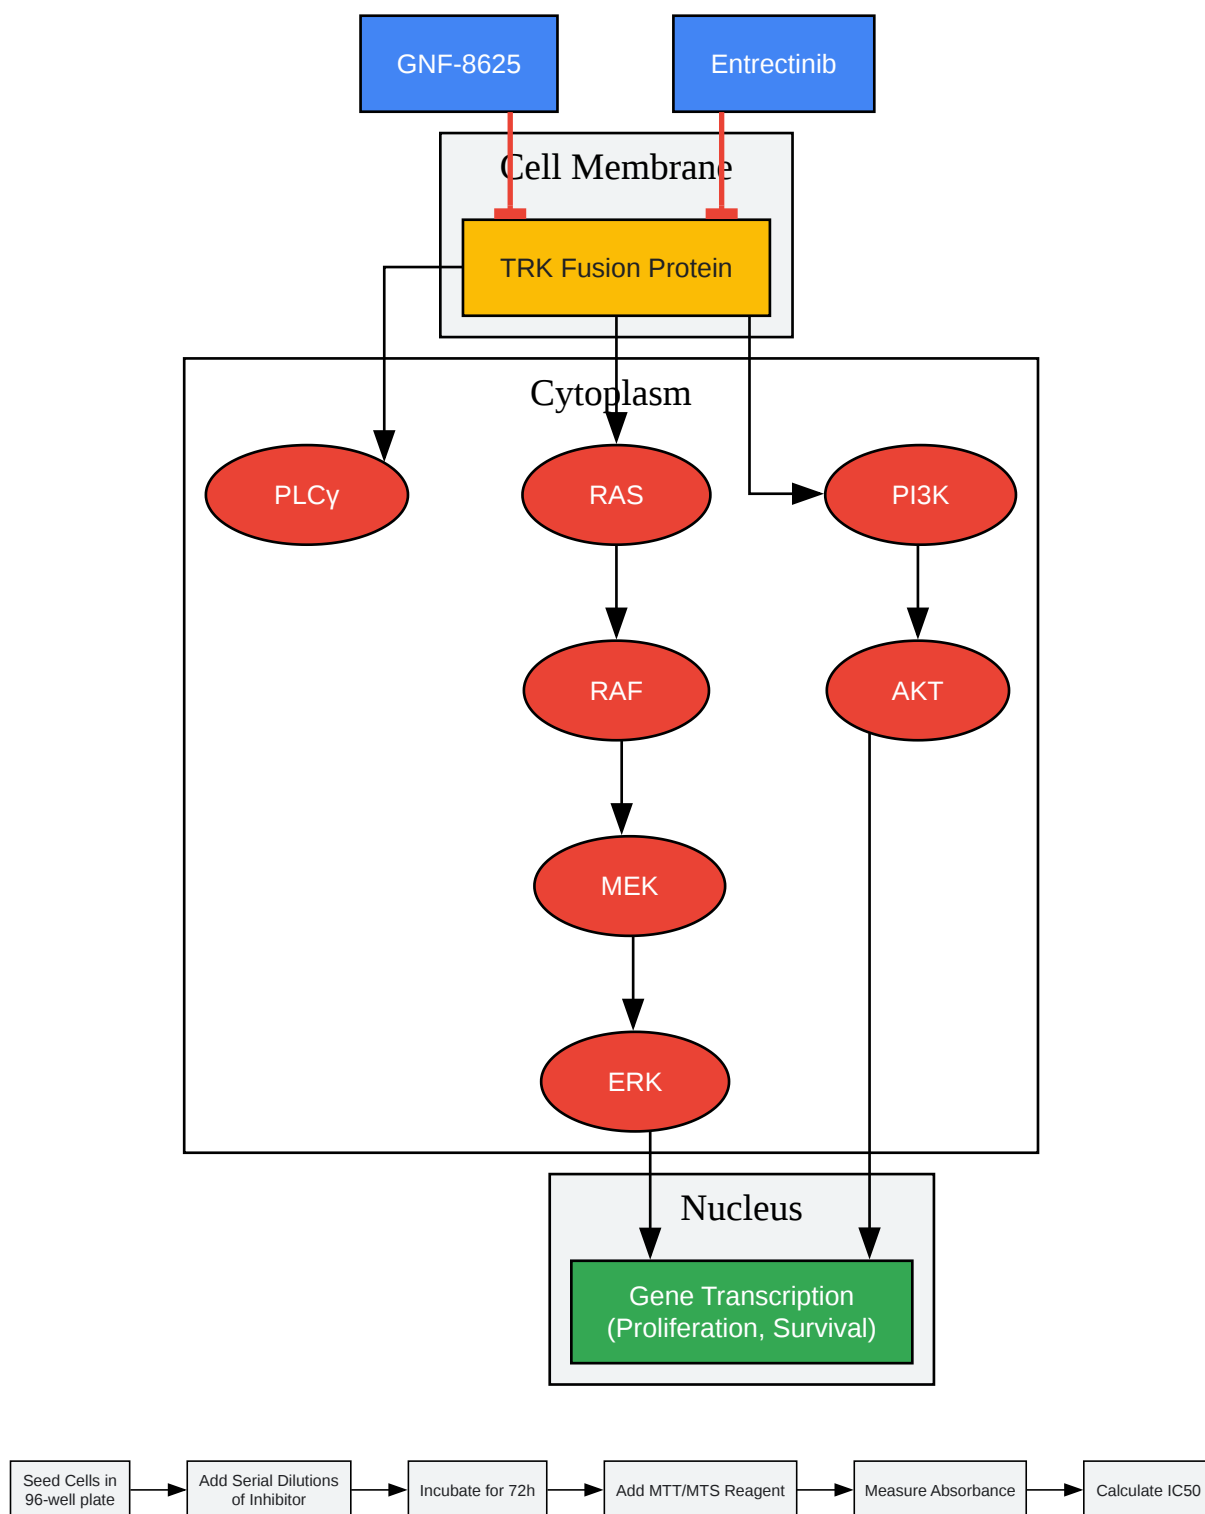 GNF-8625
Entrectinib
Cell Membrane
TRK Fusion Protein
Cytoplasm
PLCγ
RAS
PI3K
RAF
AKT
MEK
ERK
Nucleus
Gene Transcription
(Proliferation, Survival)
Seed Cells in
96-well plate
Add Serial Dilutions
of Inhibitor
Incubate for 72h
Add MTT/MTS Reagent
Measure Absorbance
Calculate IC50